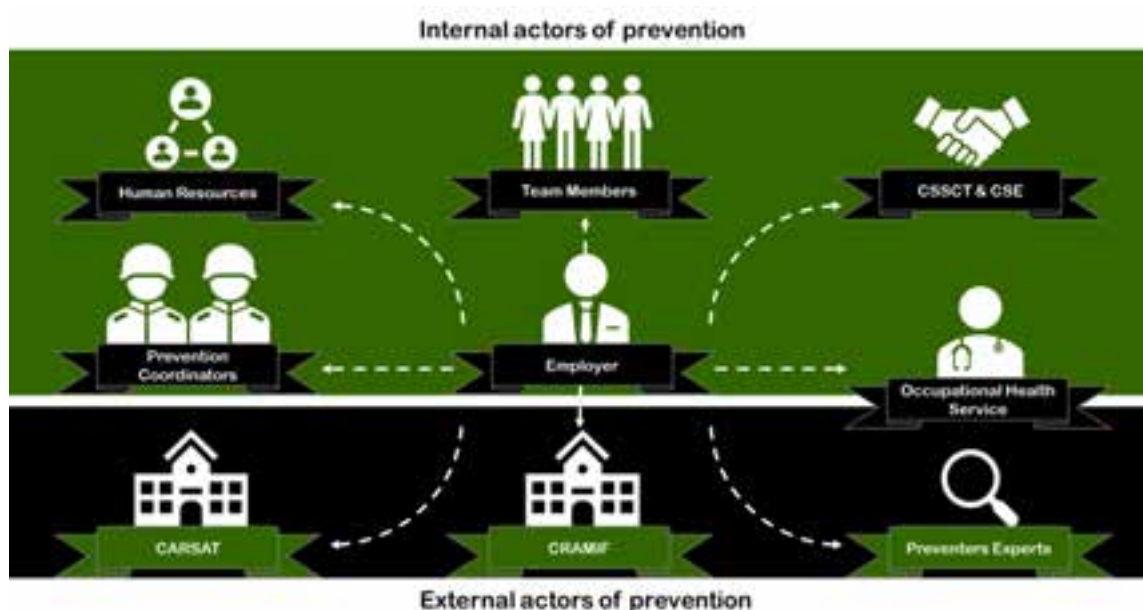 Internal actors of prevention
Human Resources
Team Members
CSSCT & CSE
Prevention
Coordinators
Employer
Occupational Health
Service
CARSAT
CRAMIF
Preventers Experts
External actors of prevention